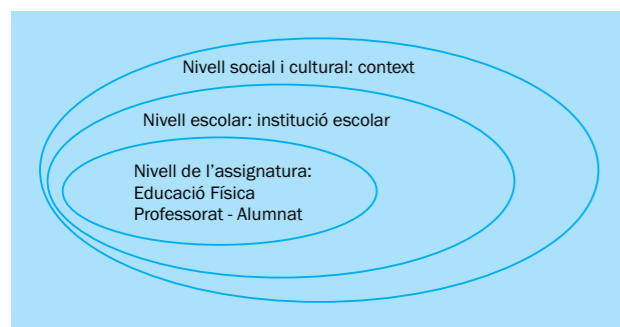 Nivell social i cultural: context
Nivell escolar: institució escolar
Nivell de l’assignatura:
Educació Física
Professorat - Alumnat